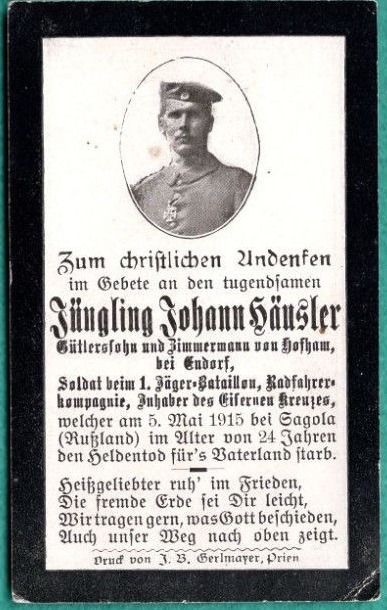 Zum christlichen Andenken
im Gebete an den tugendsamen
Jüngling Johann Häusler
Gütlerssohn und Zimmermann von Hofham,
bei Endorf,
Soldat beim 1. Jäger-Bataillon, Radfahrer-
kompagnie, Inhaber des Eisernen Kreuzes,
welcher am 5. Mai 1915 bei Sagola
(Rußland) im Alter von 24 Jahren
den Heldentod für's Vaterland starb.
Heißgeliebter ruh' im Frieden,
Die fremde Erde sei Dir leicht,
Wir tragen gern, was Gott beschieden,
Auch unser Weg nach oben zeigt.
Druck von J. B. Gerlmayer, Prien